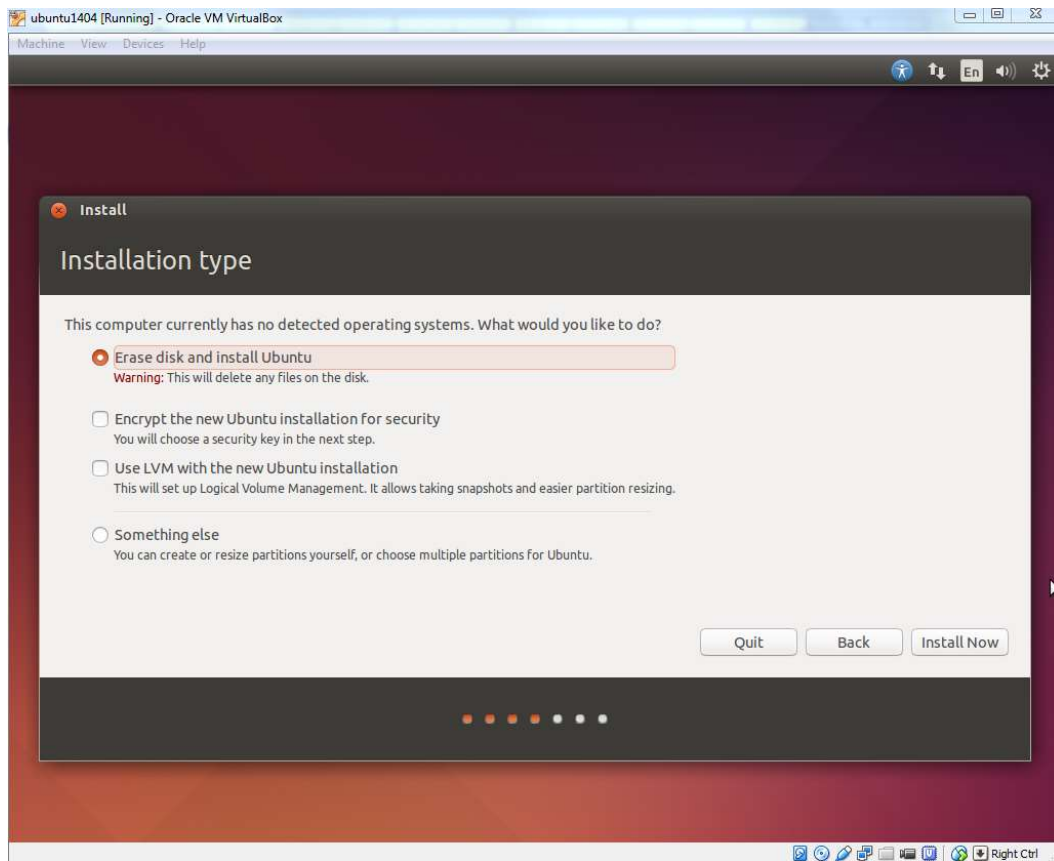 ubuntu1404 [Running] - Oracle VM VirtualBox
Machine View Devices Help
En
Install
Installation type
This computer currently has no detected operating systems. What would you like to do?
Erase disk and install Ubuntu
Warning: This will delete any files on the disk.
Encrypt the new Ubuntu installation for security
You will choose a security key in the next step.
Use LVM with the new Ubuntu installation
This will set up Logical Volume Management. It allows taking snapshots and easier partition resizing.
Something else
You can create or resize partitions yourself, or choose multiple partitions for Ubuntu.
Quit Back Install Now
Right Ctrl